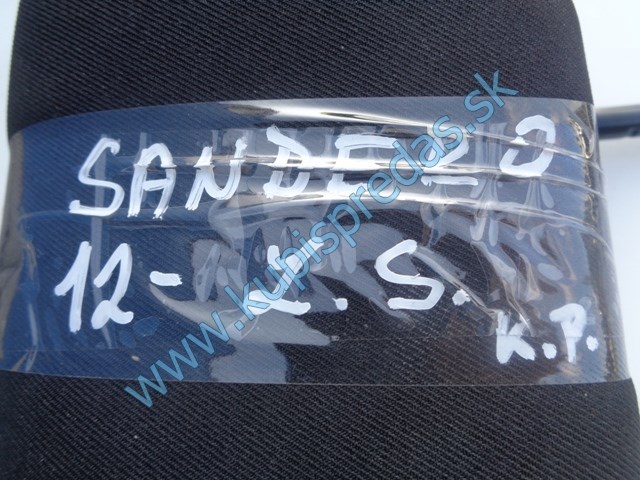 SANDERO
12- Z. S.
K.P.
www.kupispredas.sk